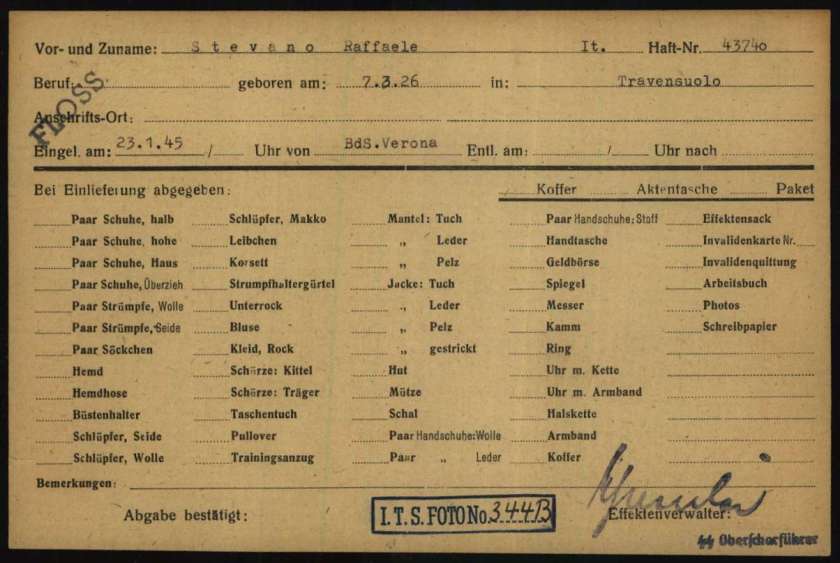 Vor- und Zuname: Stevano Raffaele It. Haft-Nr. 43740
Beruf: geboren am: 7.3.26 in: Travensuolo
FLOSS.
Anschrifts-Ort:
Eingel. am: 23.1.45 / Uhr von BdS.Verona Entl. am: / Uhr nach
Bei Einlieferung abgegeben: Koffer Aktentasche Paket
Paar Schuhe, halb Schlüpfer, Makko Mantel: Tuch Paar Handschuhe: Stoff Effektensack
Paar Schuhe, hohe Leibchen „ Leder Handtasche Invalidenkarte Nr.
Paar Schuhe, Haus Korsett „ Pelz Geldbörse Invalidenquittung
Paar Schuhe, Überzieh Strumpfhaltergürtel Jacke: Tuch Spiegel Arbeitsbuch
Paar Strümpfe, Wolle Unterrock „ Leder Messer Photos
Paar Strümpfe, Seide Bluse „ Pelz Kamm Schreibpapier
Paar Söckchen Kleid, Rock „ gestrickt Ring
Hemd Schürze: Kittel Hut Uhr m. Kette
Hemdhose Schürze: Träger Mütze Uhr m. Armband
Büstenhalter Taschentuch Schal Halskette
Schlüpfer, Seide Pullover Paar Handschuhe: Wolle Armband
Schlüpfer, Wolle Trainingsanzug Paar „ Leder Koffer
Bemerkungen:
Abgabe bestätigt: I.T.S. FOTO No. 344 Effektenverwalter:
ϟϟ Oberscharführer